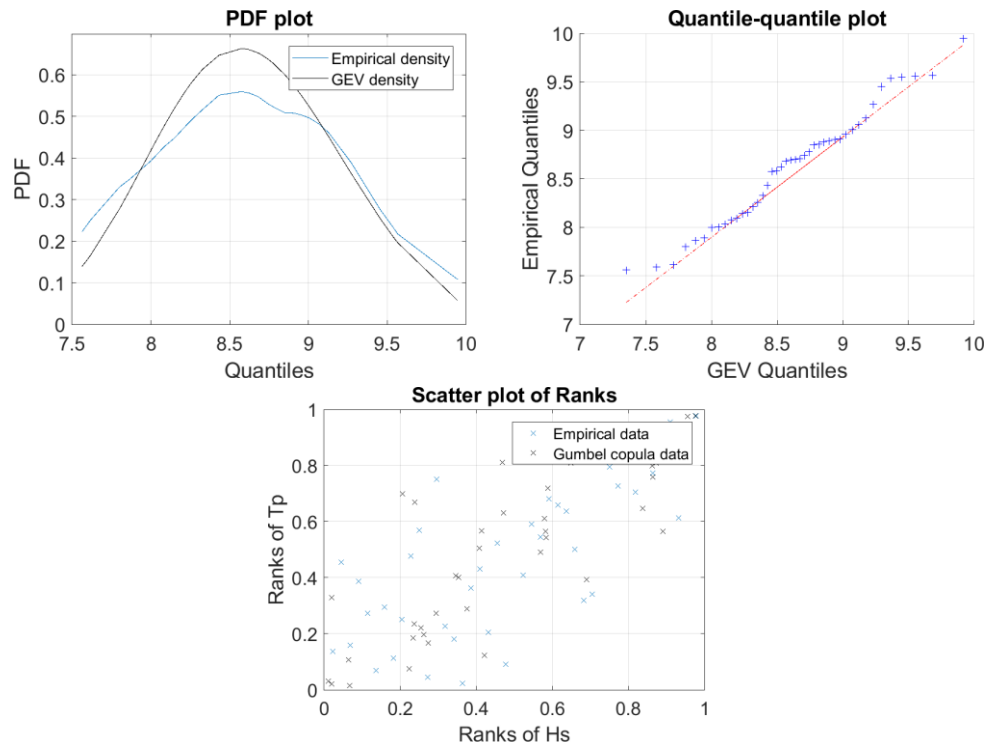 PDF plot
Empirical density
GEV density
PDF
0.6
0.5
0.4
0.3
0.2
0.1
0
7.5 8 8.5 9 9.5 10
Quantiles
Quantile-quantile plot
Empirical Quantiles
10
9.5
9
8.5
8
7.5
7
7 7.5 8 8.5 9 9.5 10
GEV Quantiles
Scatter plot of Ranks
Empirical data
Gumbel copula data
Ranks of Tp
1
0.8
0.6
0.4
0.2
0
0 0.2 0.4 0.6 0.8 1
Ranks of Hs